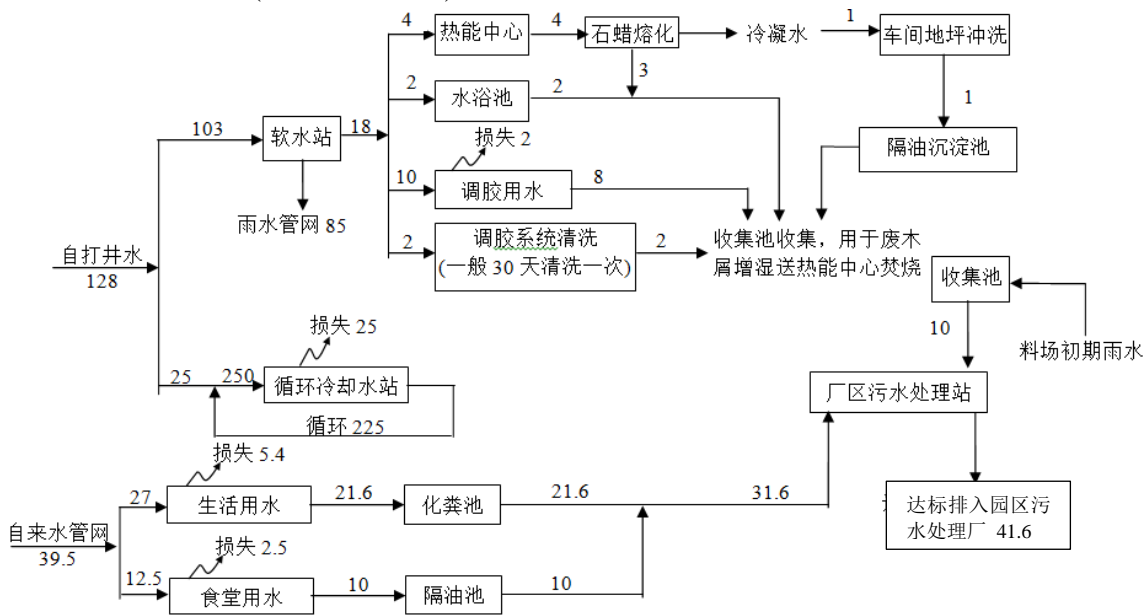 4
热能中心
4
石蜡熔化
冷凝水
1
车间地坪冲洗
3
1
2
水浴池
2
隔油沉淀池
103
软水站
18
损失 2
10
调胶用水
8
雨水管网 85
自打井水
128
2
调胶系统清洗
(一般 30 天清洗一次)
2
收集池收集，用于废木
屑增湿送热能中心焚烧
收集池
10
料场初期雨水
损失 25
25
250
循环冷却水站
循环 225
厂区污水处理站
损失 5.4
27
生活用水
21.6
化粪池
21.6
31.6
达标排入园区污
水处理厂 41.6
自来水管网
39.5
损失 2.5
12.5
食堂用水
10
隔油池
10